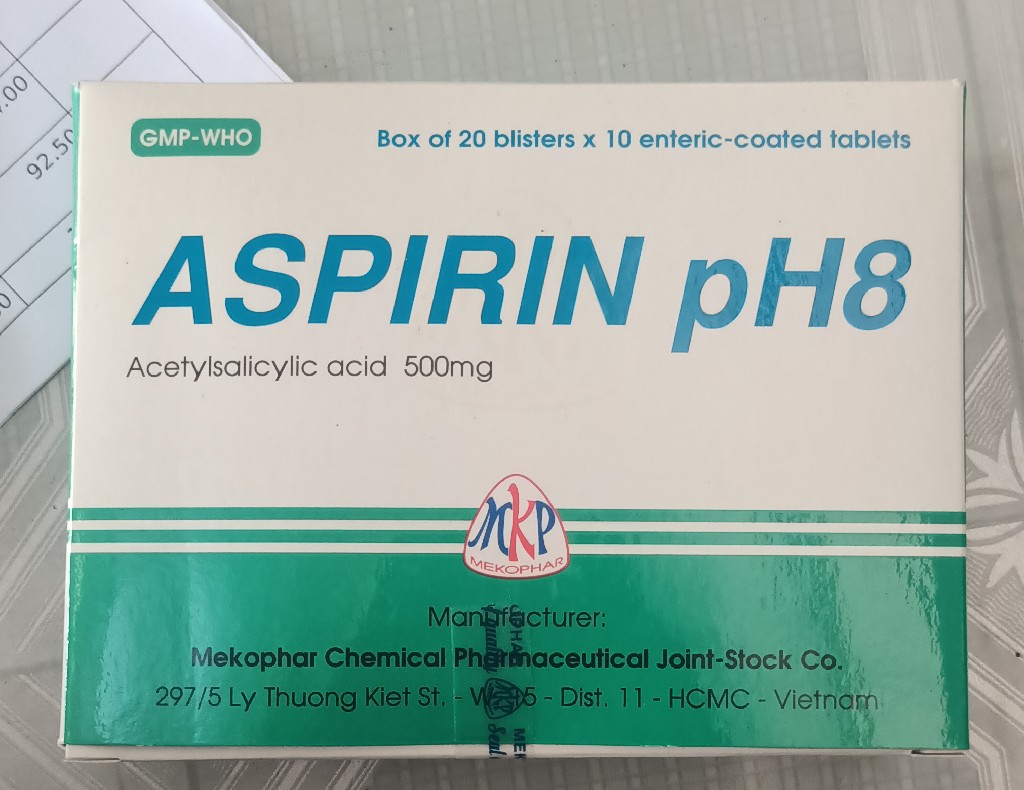 92.50
GMP-WHO
Box of 20 blisters x 10 enteric-coated tablets
ASPIRIN pH8
Acetylsalicylic acid 500mg
MKP
MEKOPHAR
Manufacturer:
Mekophar Chemical Pharmaceutical Joint-Stock Co.
297/5 Ly Thuong Kiet St. - W. 15 - Dist. 11 - HCMC - Vietnam